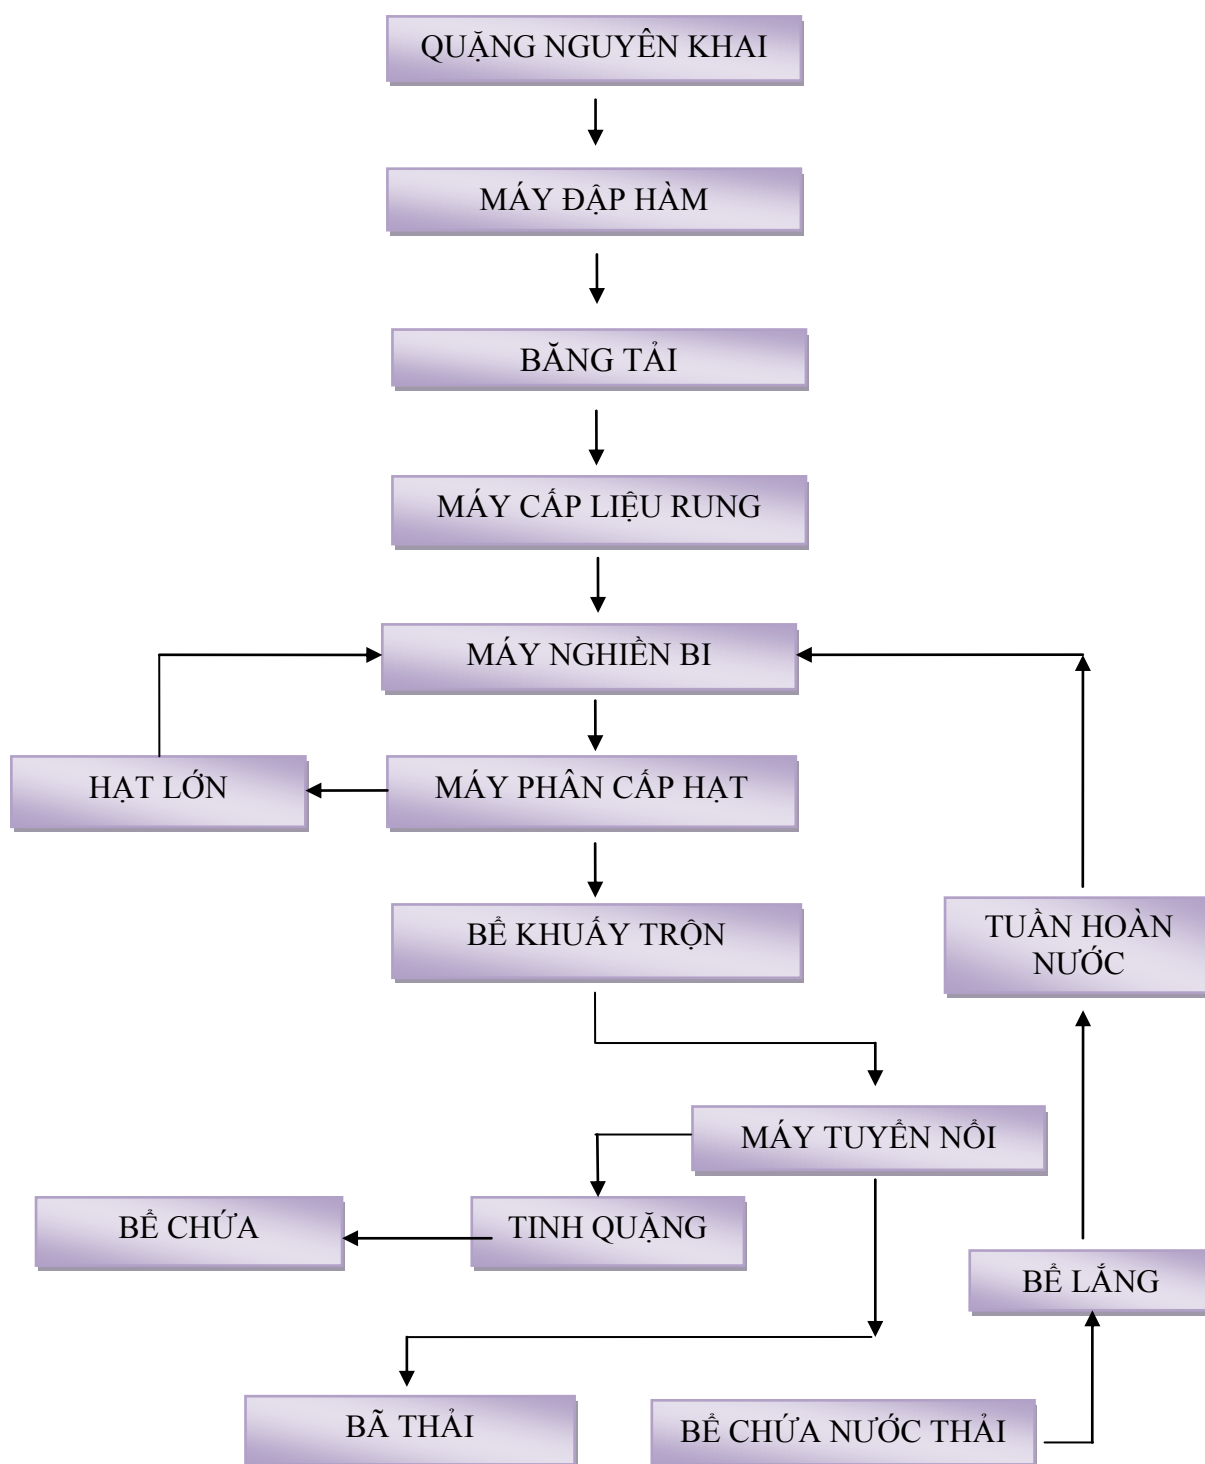 QUẶNG NGUYÊN KHAI
MÁY ĐẬP HÀM
BĂNG TẢI
MÁY CẤP LIỆU RUNG
MÁY NGHIỀN BI
HẠT LỚN
MÁY PHÂN CẤP HẠT
BỂ KHUẤY TRỘN
TUẦN HOÀN
NƯỚC
MÁY TUYỂN NỔI
BỂ CHỨA
TINH QUẶNG
BỂ LẮNG
BÃ THẢI
BỂ CHỨA NƯỚC THẢI